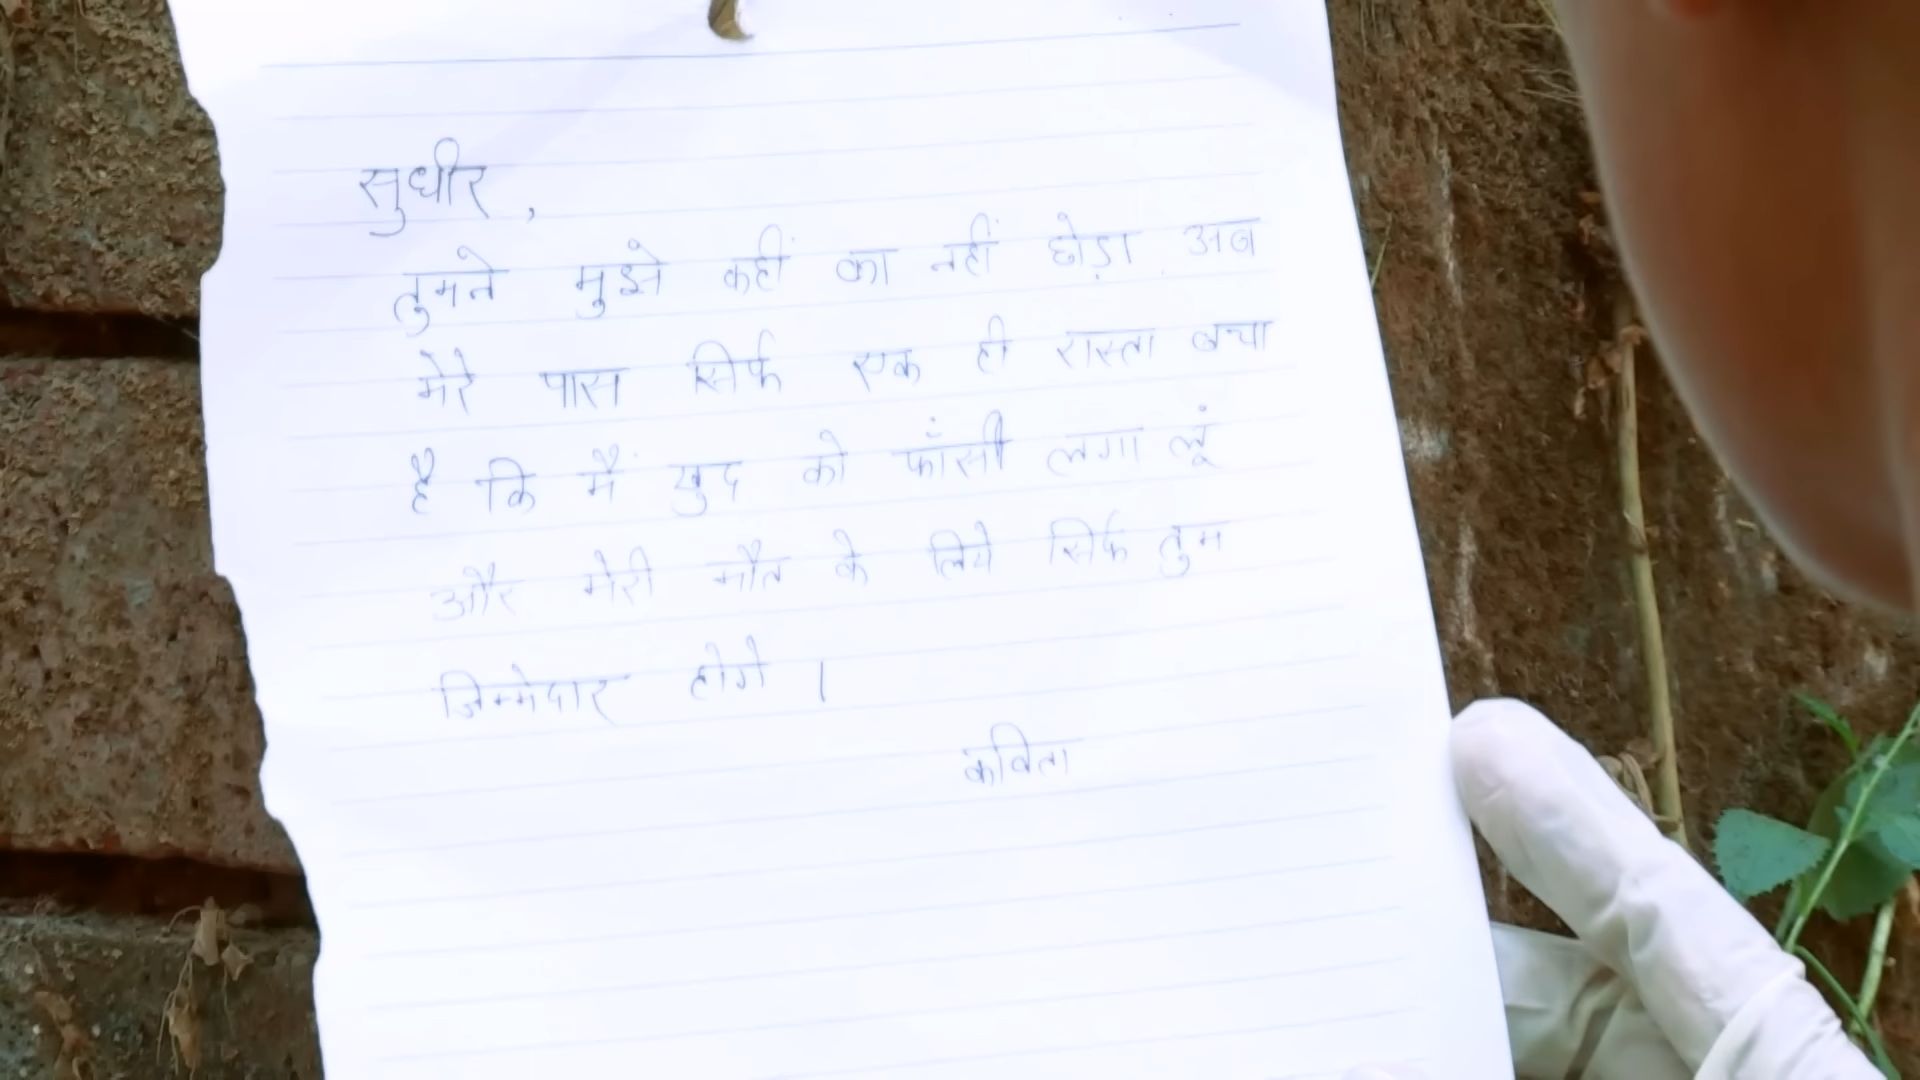 सुधीर,
तुमने मुझे कहीं का नहीं छोड़ा अब
मेरे पास सिर्फ एक ही रास्ता बचा
है कि मैं खुद को फाँसी लगा लूं
और मेरी मौत के लिये सिर्फ तुम
जिम्मेदार होगे ।
कविता